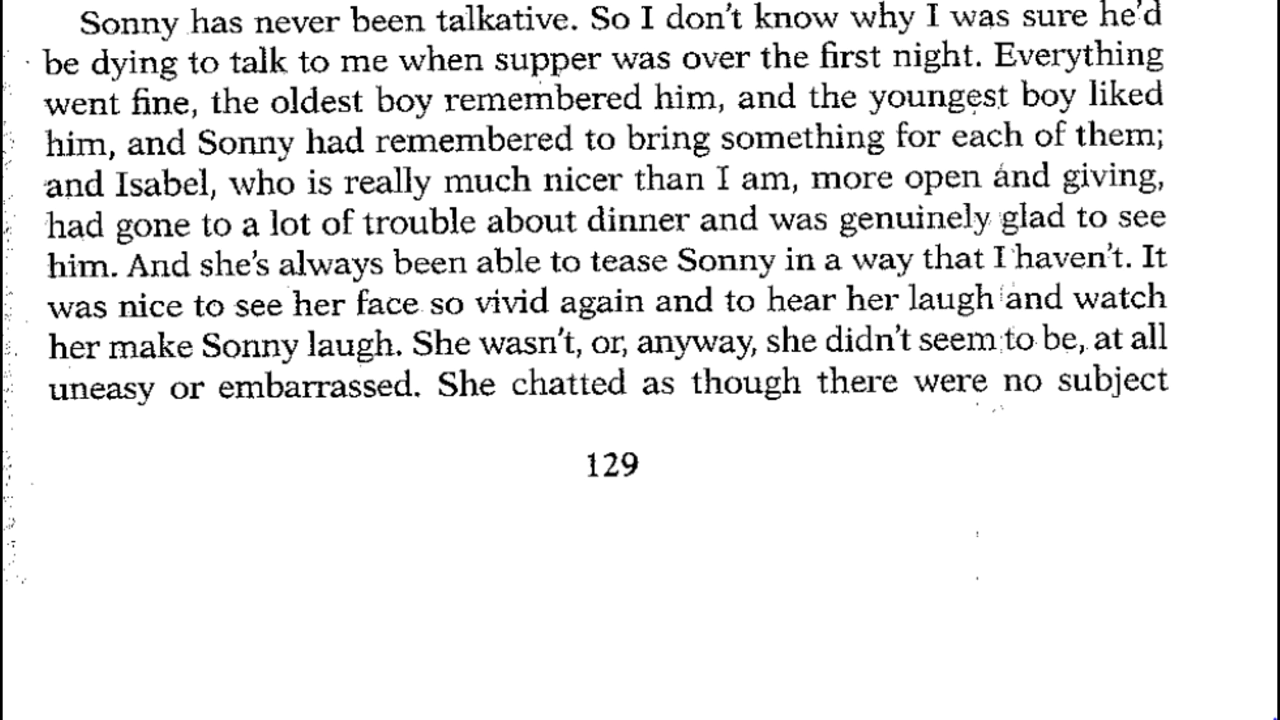 Sonny has never been talkative. So I don't know why I was sure he'd
be dying to talk to me when supper was over the first night. Everything
went fine, the oldest boy remembered him, and the youngest boy liked
him, and Sonny had remembered to bring something for each of them;
and Isabel, who is really much nicer than I am, more open and giving,
had gone to a lot of trouble about dinner and was genuinely glad to see
him. And she's always been able to tease Sonny in a way that I haven't. It
was nice to see her face so vivid again and to hear her laugh and watch
her make Sonny laugh. She wasn't, or, anyway, she didn't seem to be, at all
uneasy or embarrassed. She chatted as though there were no subject
129